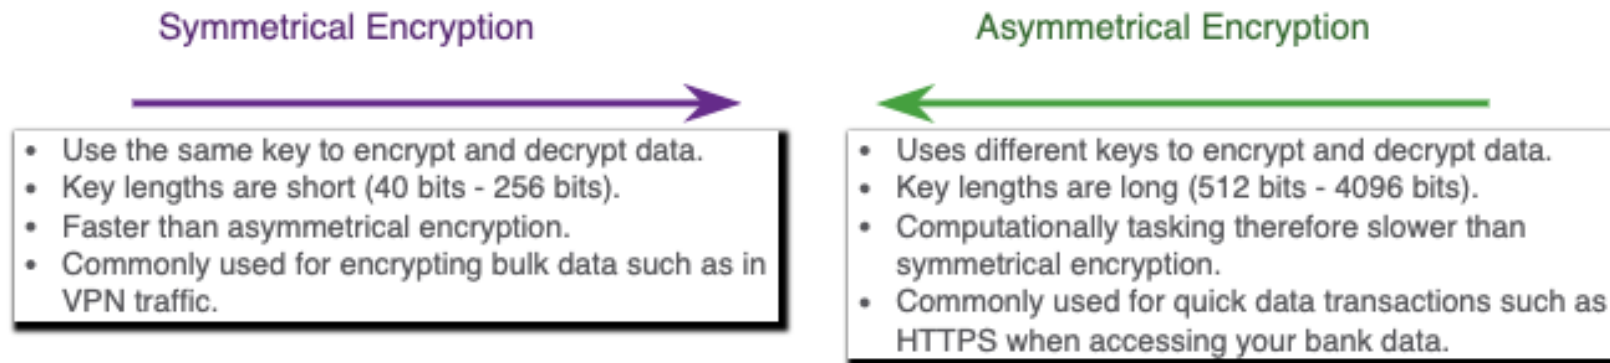 Symmetrical Encryption
• Use the same key to encrypt and decrypt data.
• Key lengths are short (40 bits - 256 bits).
• Faster than asymmetrical encryption.
• Commonly used for encrypting bulk data such as in
VPN traffic.
Asymmetrical Encryption
• Uses different keys to encrypt and decrypt data.
• Key lengths are long (512 bits - 4096 bits).
• Computationally tasking therefore slower than
symmetrical encryption.
• Commonly used for quick data transactions such as
HTTPS when accessing your bank data.